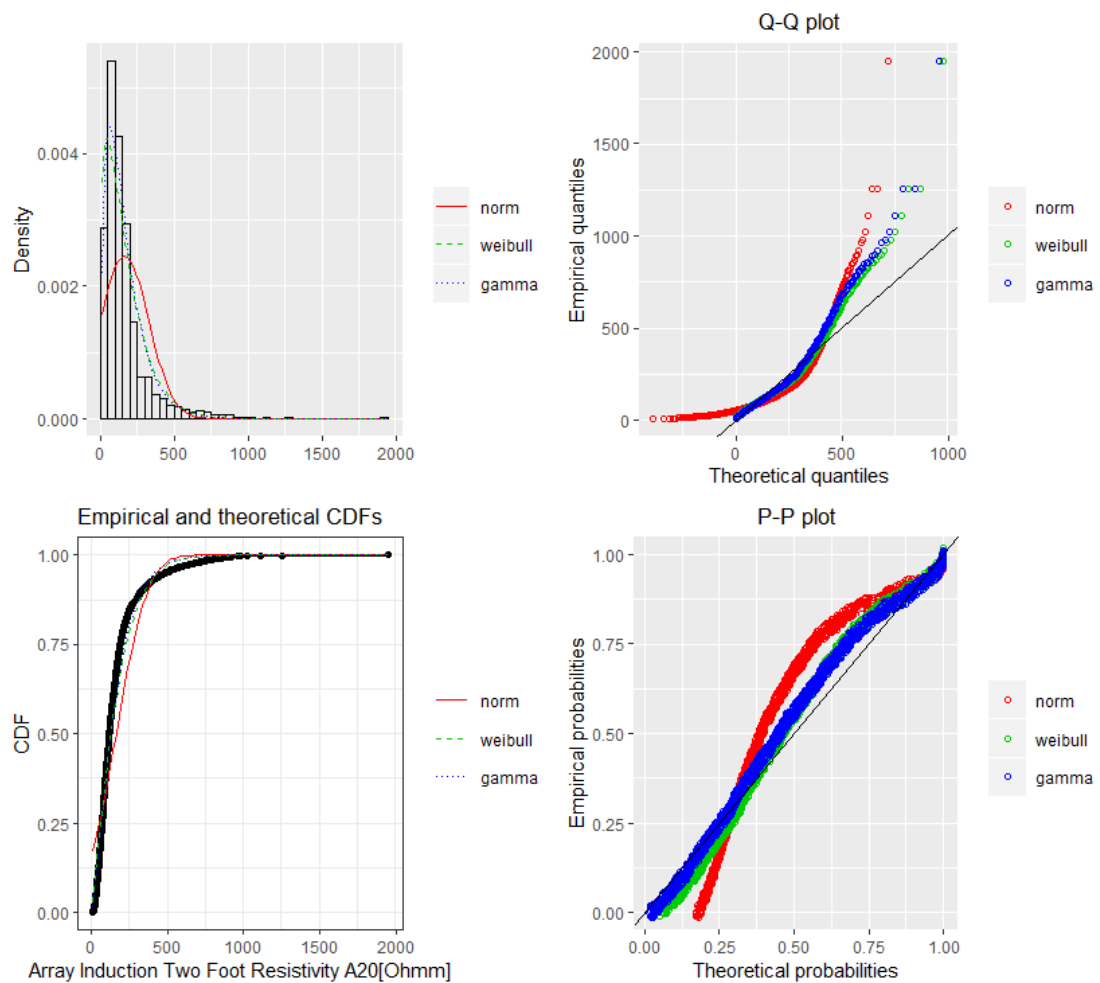 Density
0.004
0.002
0.000
0
500
1000
1500
2000
norm
weibull
gamma
Q-Q plot
Empirical quantiles
2000
1500
1000
500
0
0
500
1000
Theoretical quantiles
norm
weibull
gamma
Empirical and theoretical CDFs
CDF
1.00
0.75
0.50
0.25
0.00
0
500
1000
1500
2000
Array Induction Two Foot Resistivity A20[Ohmm]
norm
weibull
gamma
P-P plot
Empirical probabilities
1.00
0.75
0.50
0.25
0.00
0.00
0.25
0.50
0.75
1.00
Theoretical probabilities
norm
weibull
gamma